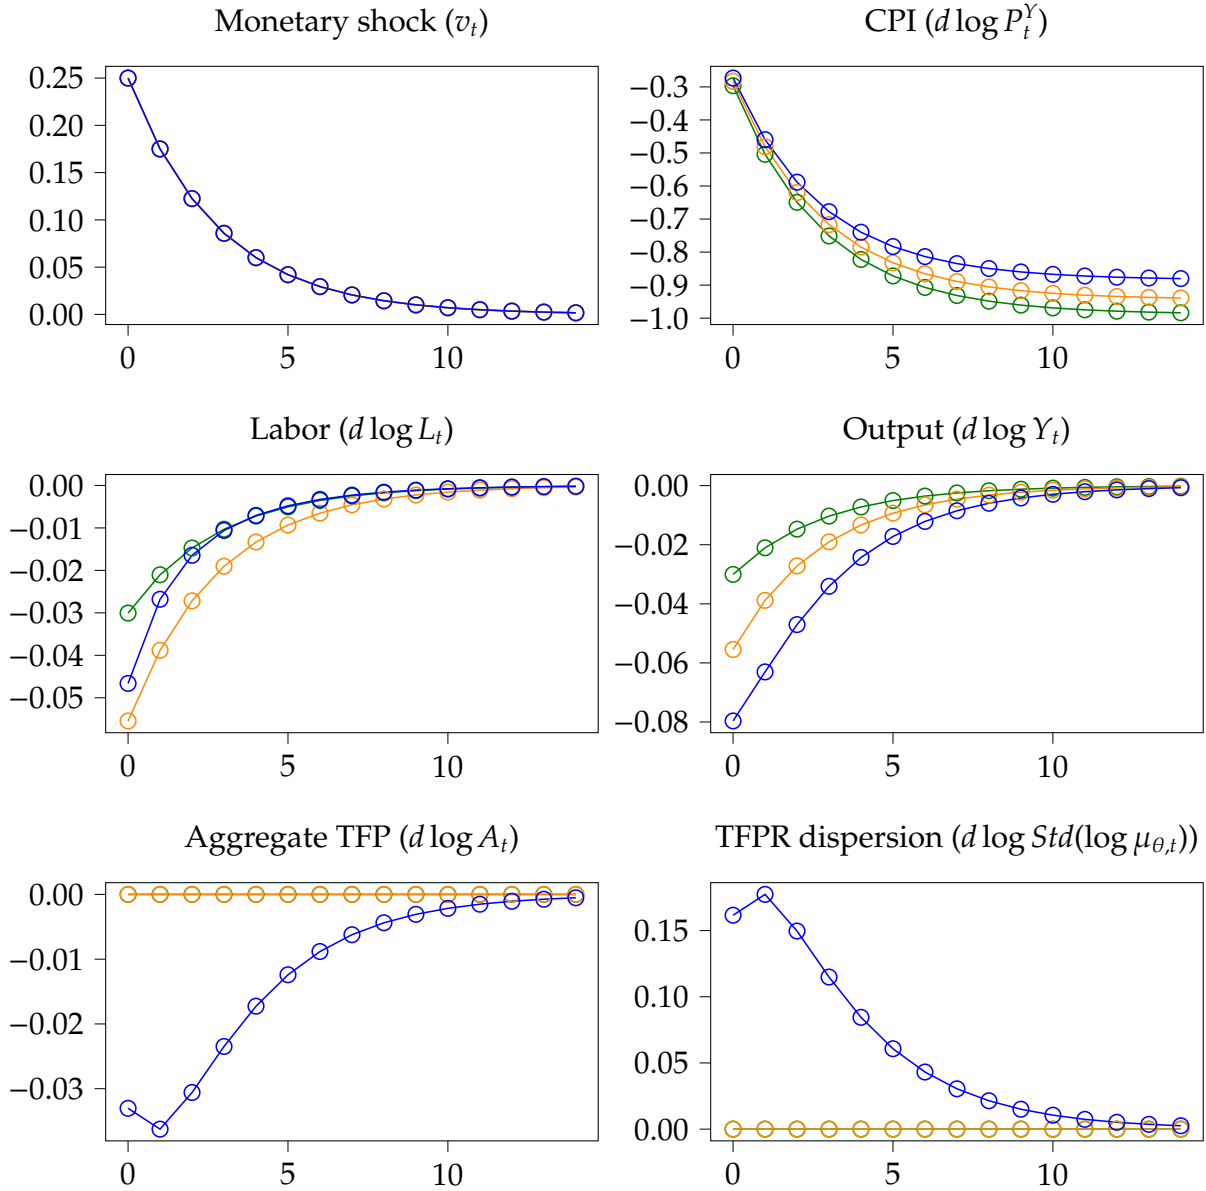 Monetary shock (v_t)
0.25
0.20
0.15
0.10
0.05
0.00
0 5 10
CPI (d log P_t^Y)
−0.3
−0.4
−0.5
−0.6
−0.7
−0.8
−0.9
−1.0
0 5 10
Labor (d log L_t)
0.00
−0.01
−0.02
−0.03
−0.04
−0.05
0 5 10
Output (d log Y_t)
0.00
−0.02
−0.04
−0.06
−0.08
0 5 10
Aggregate TFP (d log A_t)
0.00
−0.01
−0.02
−0.03
0 5 10
TFPR dispersion (d log Std(log μ_θ,t))
0.15
0.10
0.05
0.00
0 5 10